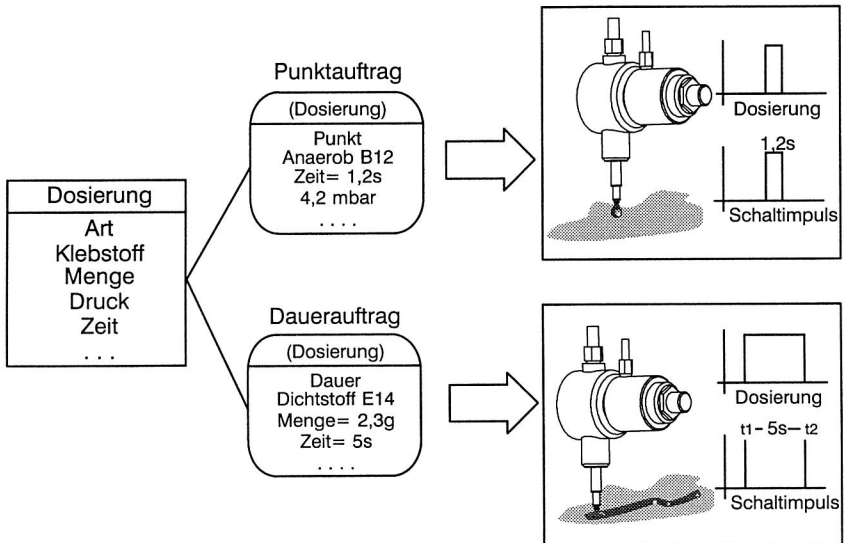 Dosierung
Art
Klebstoff
Menge
Druck
Zeit
. . .
Punktauftrag
(Dosierung)
Punkt
Anaerob B12
Zeit= 1,2s
4,2 mbar
. . . .
Dosierung
1,2s
Schaltimpuls
Dauerauftrag
(Dosierung)
Dauer
Dichtstoff E14
Menge= 2,3g
Zeit= 5s
. . . .
Dosierung
t1– 5s— t2
Schaltimpuls